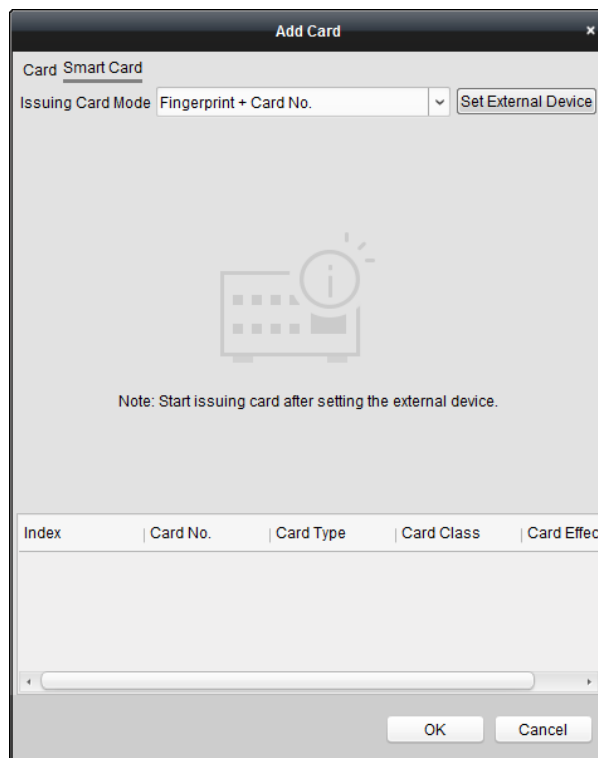 Add Card
Card Smart Card
Issuing Card Mode Fingerprint + Card No. Set External Device
Note: Start issuing card after setting the external device.
Index Card No. Card Type Card Class Card Effec
OK Cancel